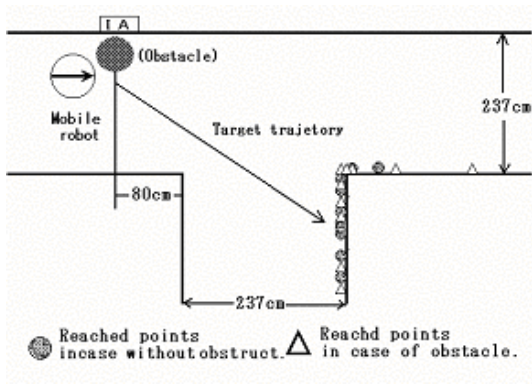 IA
(Obstacle)
237cm
Mobile
robot
Target trajetory
80cm
237cm
Reached points
incase without obstruct.
Reachd points
in case of obstacle.